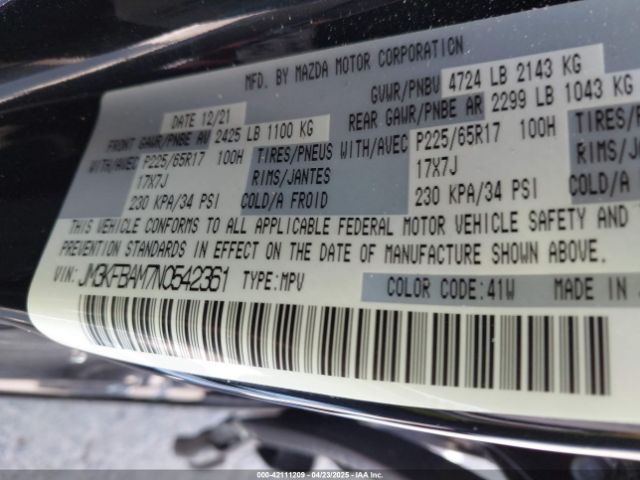 MFD. BY MAZDA MOTOR CORPORATION
DATE 12/21 GVWR/PNBV 4724 LB 2143 KG
FRONT GAWR/PNBE AV 2425 LB 1100 KG REAR GAWR/PNBE AR 2299 LB 1043 KG
WITH/AVEC P225/65R17 100H TIRES/PNEUS WITH/AVEC P225/65R17 100H TIRES/
17X7J RIMS/JANTES 17X7J RIMS/
230 KPA/34 PSI COLD/A FROID 230 KPA/34 PSI COLD/A
THIS VEHICLE CONFORMS TO ALL APPLICABLE FEDERAL MOTOR VEHICLE SAFETY AND
PREVENTION STANDARDS IN EFFECT ON THE DATE OF MANUFACTURE SHOWN ABOVE.
VIN: JM3KFBAM7N0542361 TYPE:MPV COLOR CODE:41W MADE IN
000-42111209 04/23/2025 IAA, Inc.